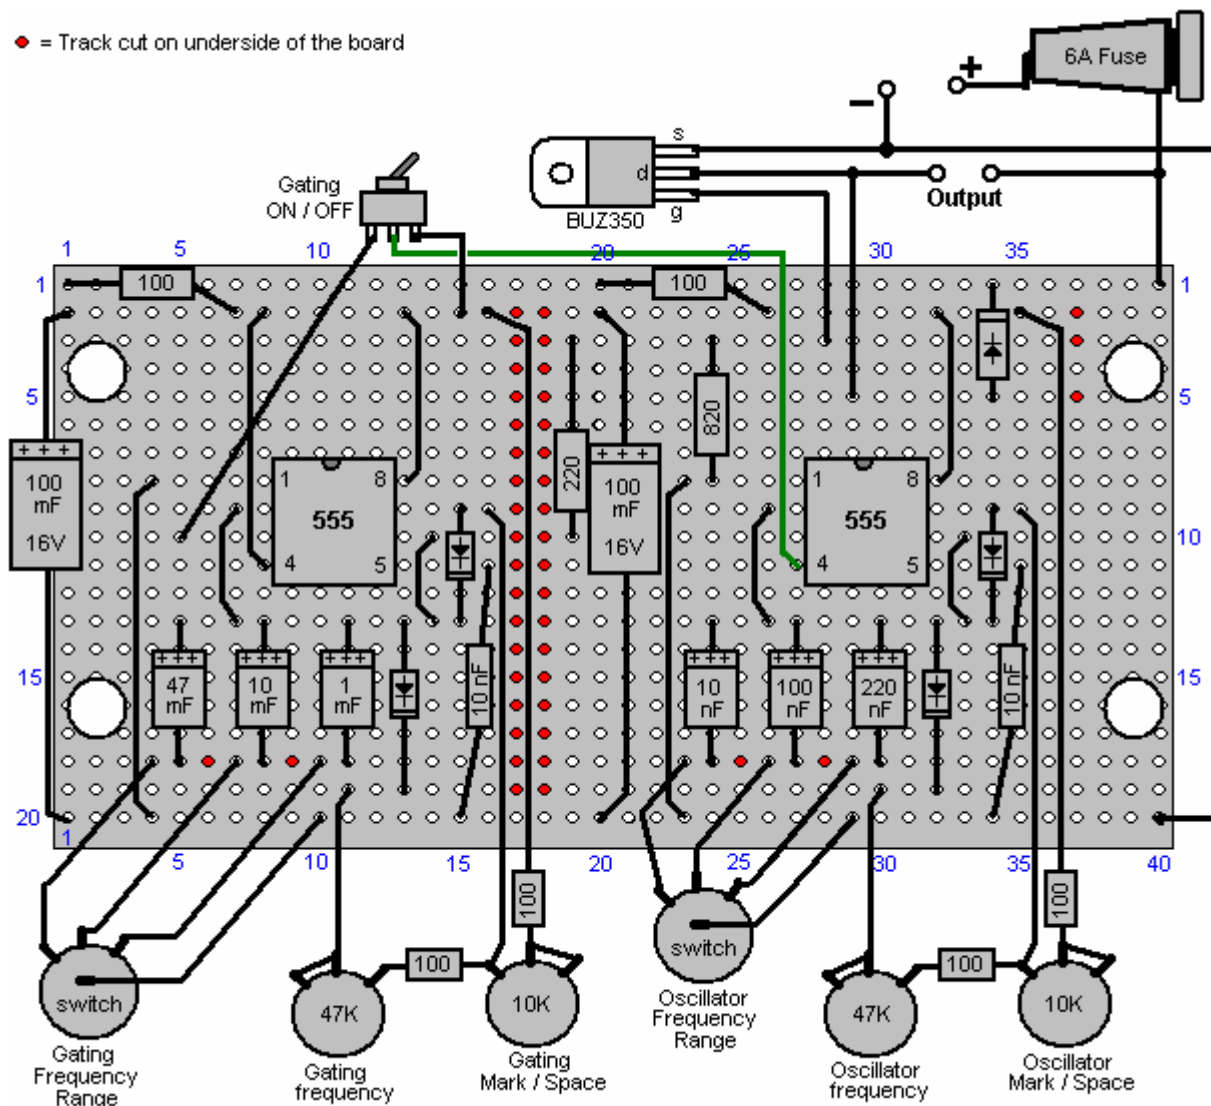 = Track cut on underside of the board
6A Fuse
+
−
s
d
g
BUZ350
Output
Gating
ON / OFF
1 5 10 20 25 30 35
1 100 100 1
5 5
820
220
+++
100
mF
16V
1 8
555
4 5
+++
100
mF
16V
1 8
555
4 5
10
15 15
+++
47
mF
+++
10
mF
+++
1
mF
10 nF
+++
10
nF
+++
100
nF
+++
220
nF
10 nF
20
1 5 10 15 20 25 30 35 40
100
100
switch
100
47K
10K
switch
100
47K
10K
Gating
Frequency
Range
Gating
frequency
Gating
Mark / Space
Oscillator
Frequency
Range
Oscillator
frequency
Oscillator
Mark / Space